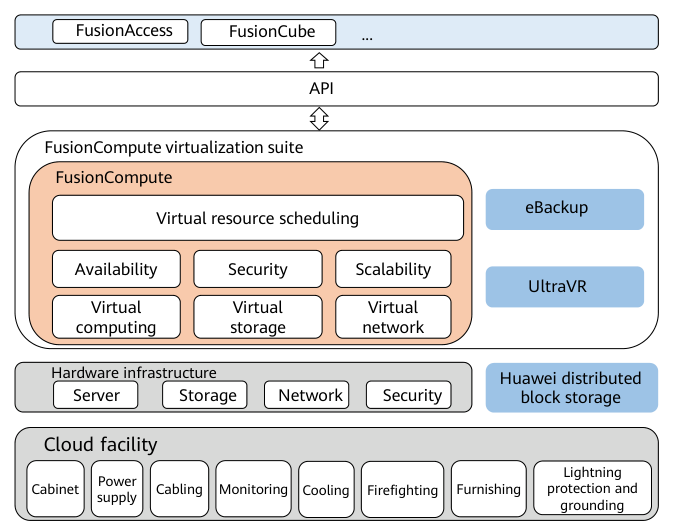 FusionAccess
FusionCube
...
API
FusionCompute virtualization suite
FusionCompute
Virtual resource scheduling
Availability
Security
Scalability
Virtual
computing
Virtual
storage
Virtual
network
eBackup
UltraVR
Hardware infrastructure
Server
Storage
Network
Security
Huawei distributed
block storage
Cloud facility
Cabinet
Power
supply
Cabling
Monitoring
Cooling
Firefighting
Furnishing
Lightning
protection and
grounding